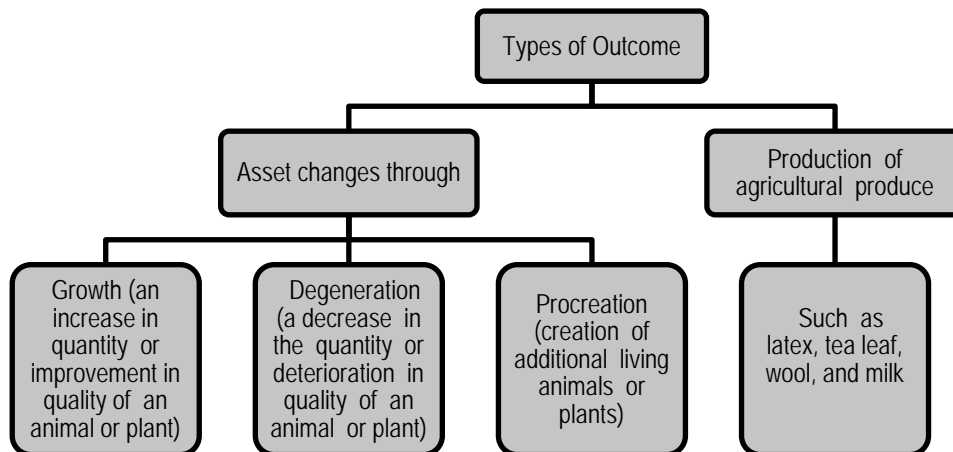 Types of Outcome
Asset changes through
Production of
agricultural produce
Growth (an
increase in
quantity or
improvement in
quality of an
animal or plant)
Degeneration
(a decrease in
the quantity or
deterioration in
quality of an
animal or plant)
Procreation
(creation of
additional living
animals or
plants)
Such as
latex, tea leaf,
wool, and milk